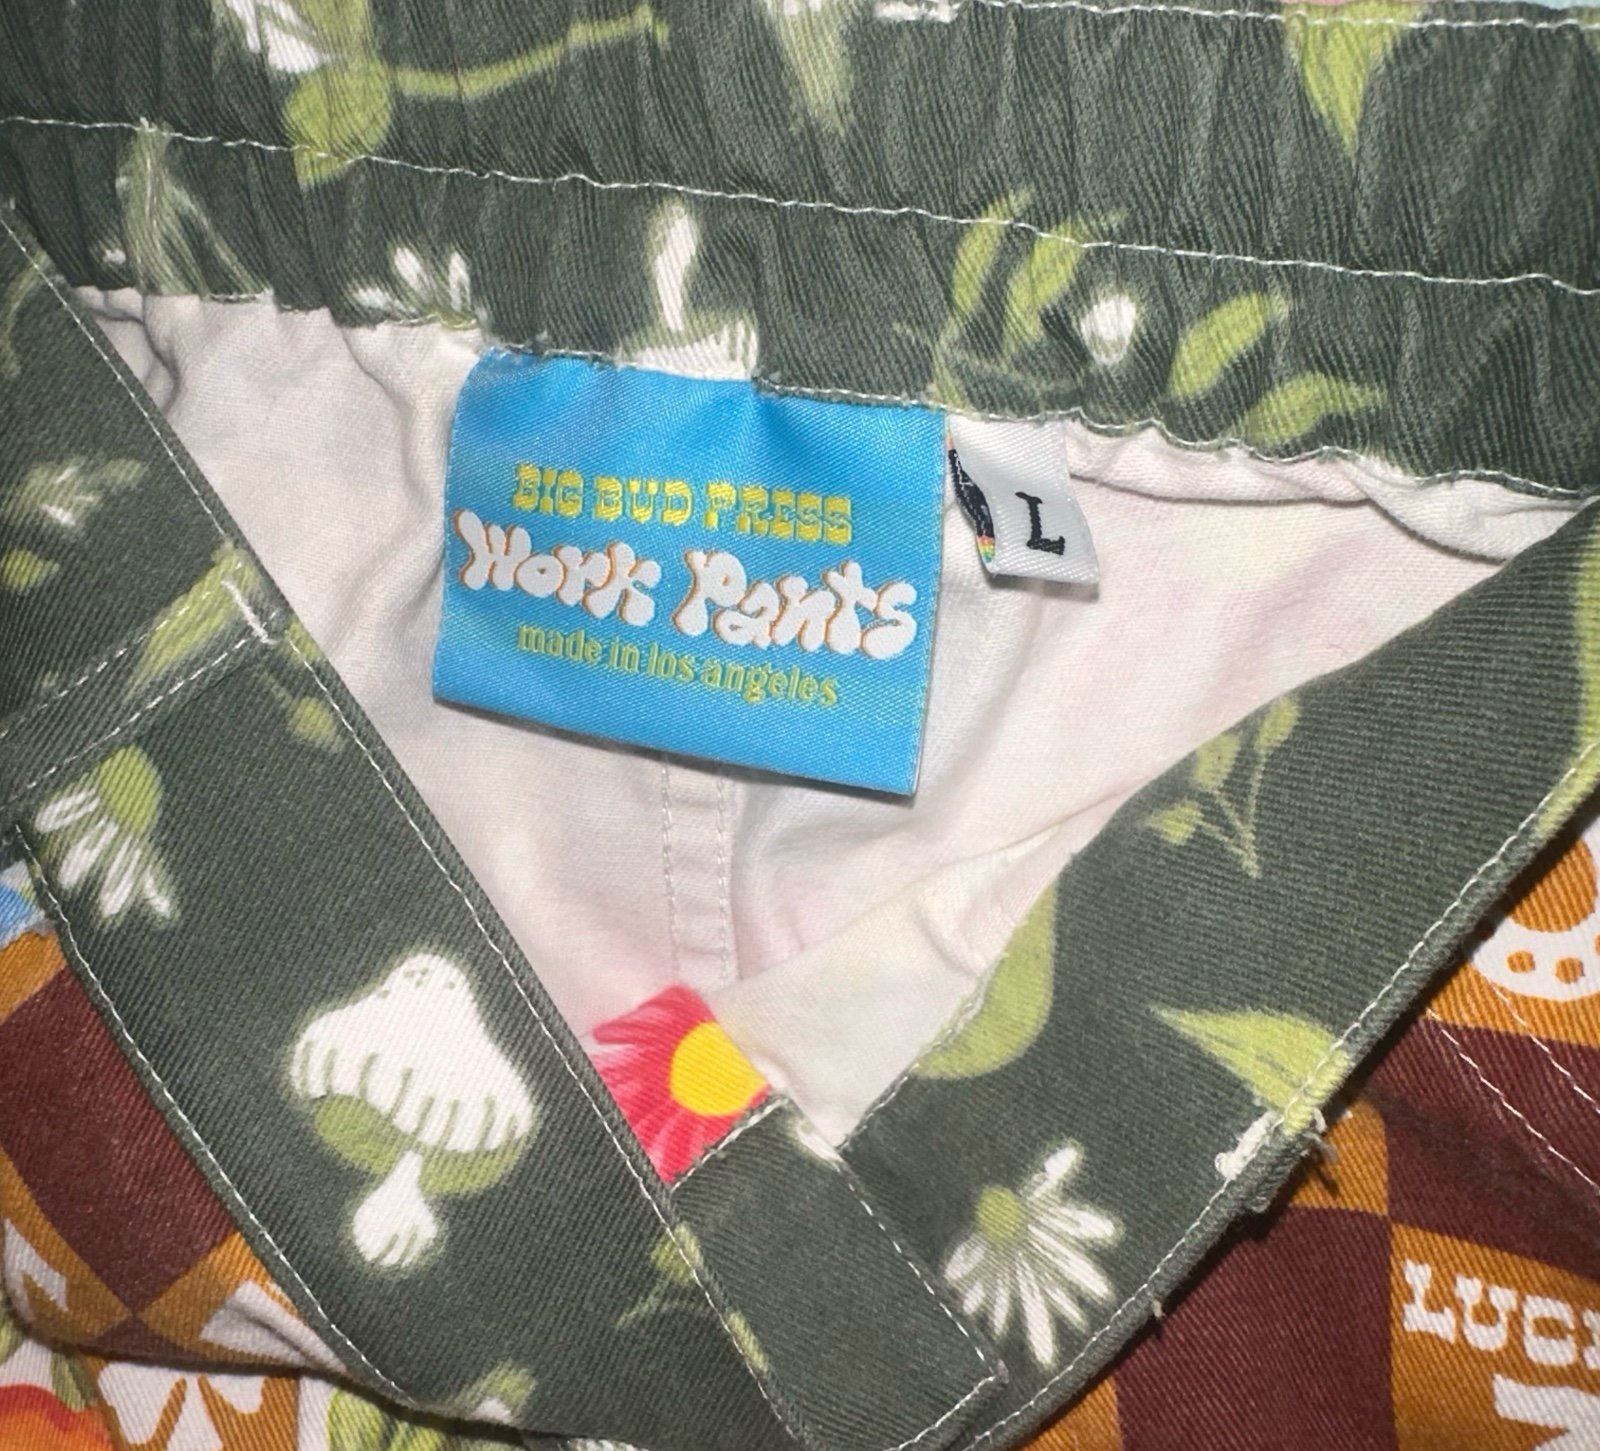 BIG BUD PRESS
Work Pants
made in los angeles
L